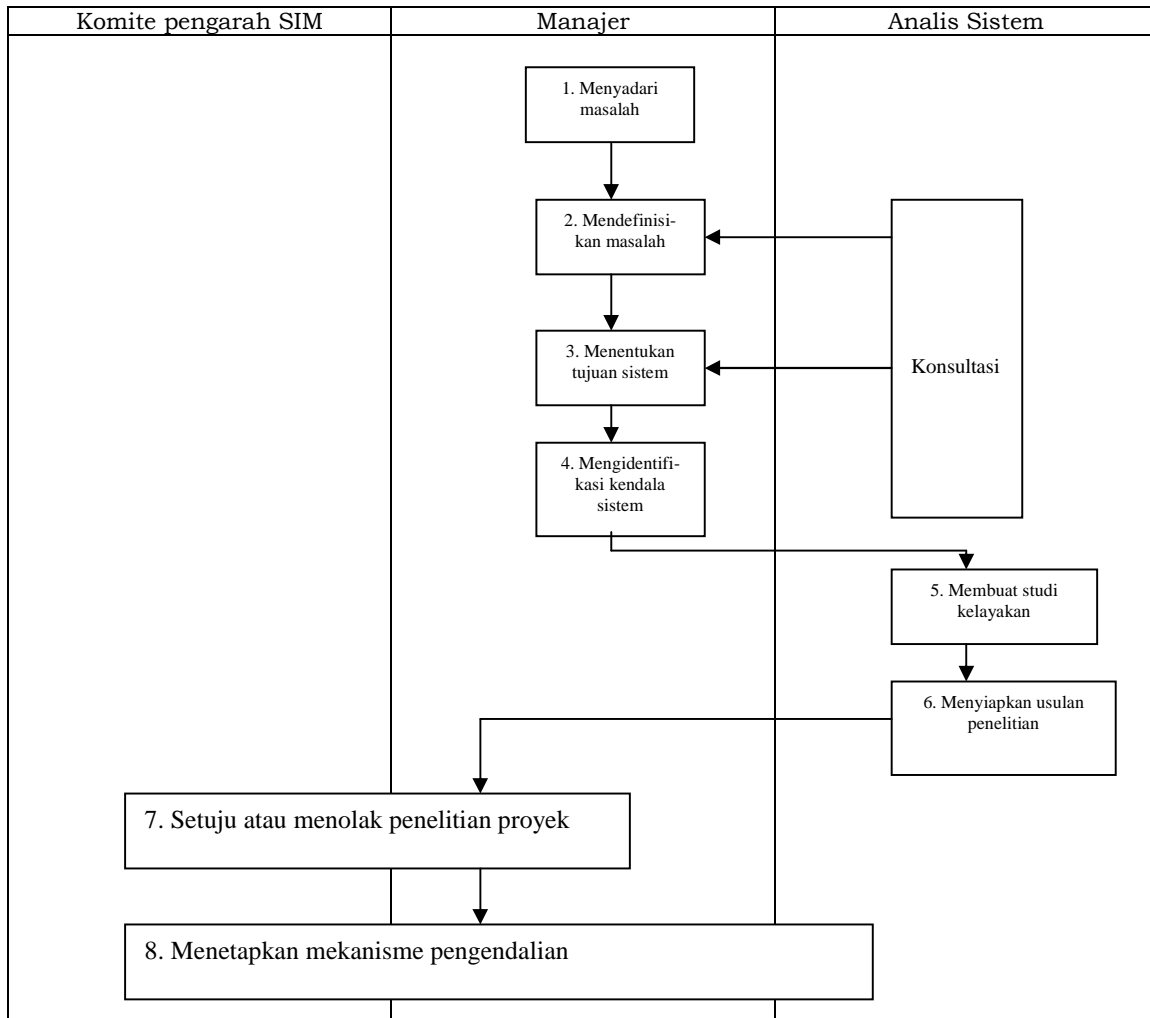 Komite pengarah SIM
Manajer
Analis Sistem
1. Menyadari
masalah
2. Mendefinisi-
kan masalah
3. Menentukan
tujuan sistem
Konsultasi
4. Mengidentifi-
kasi kendala
sistem
5. Membuat studi
kelayakan
6. Menyiapkan usulan
penelitian
7. Setuju atau menolak penelitian proyek
8. Menetapkan mekanisme pengendalian